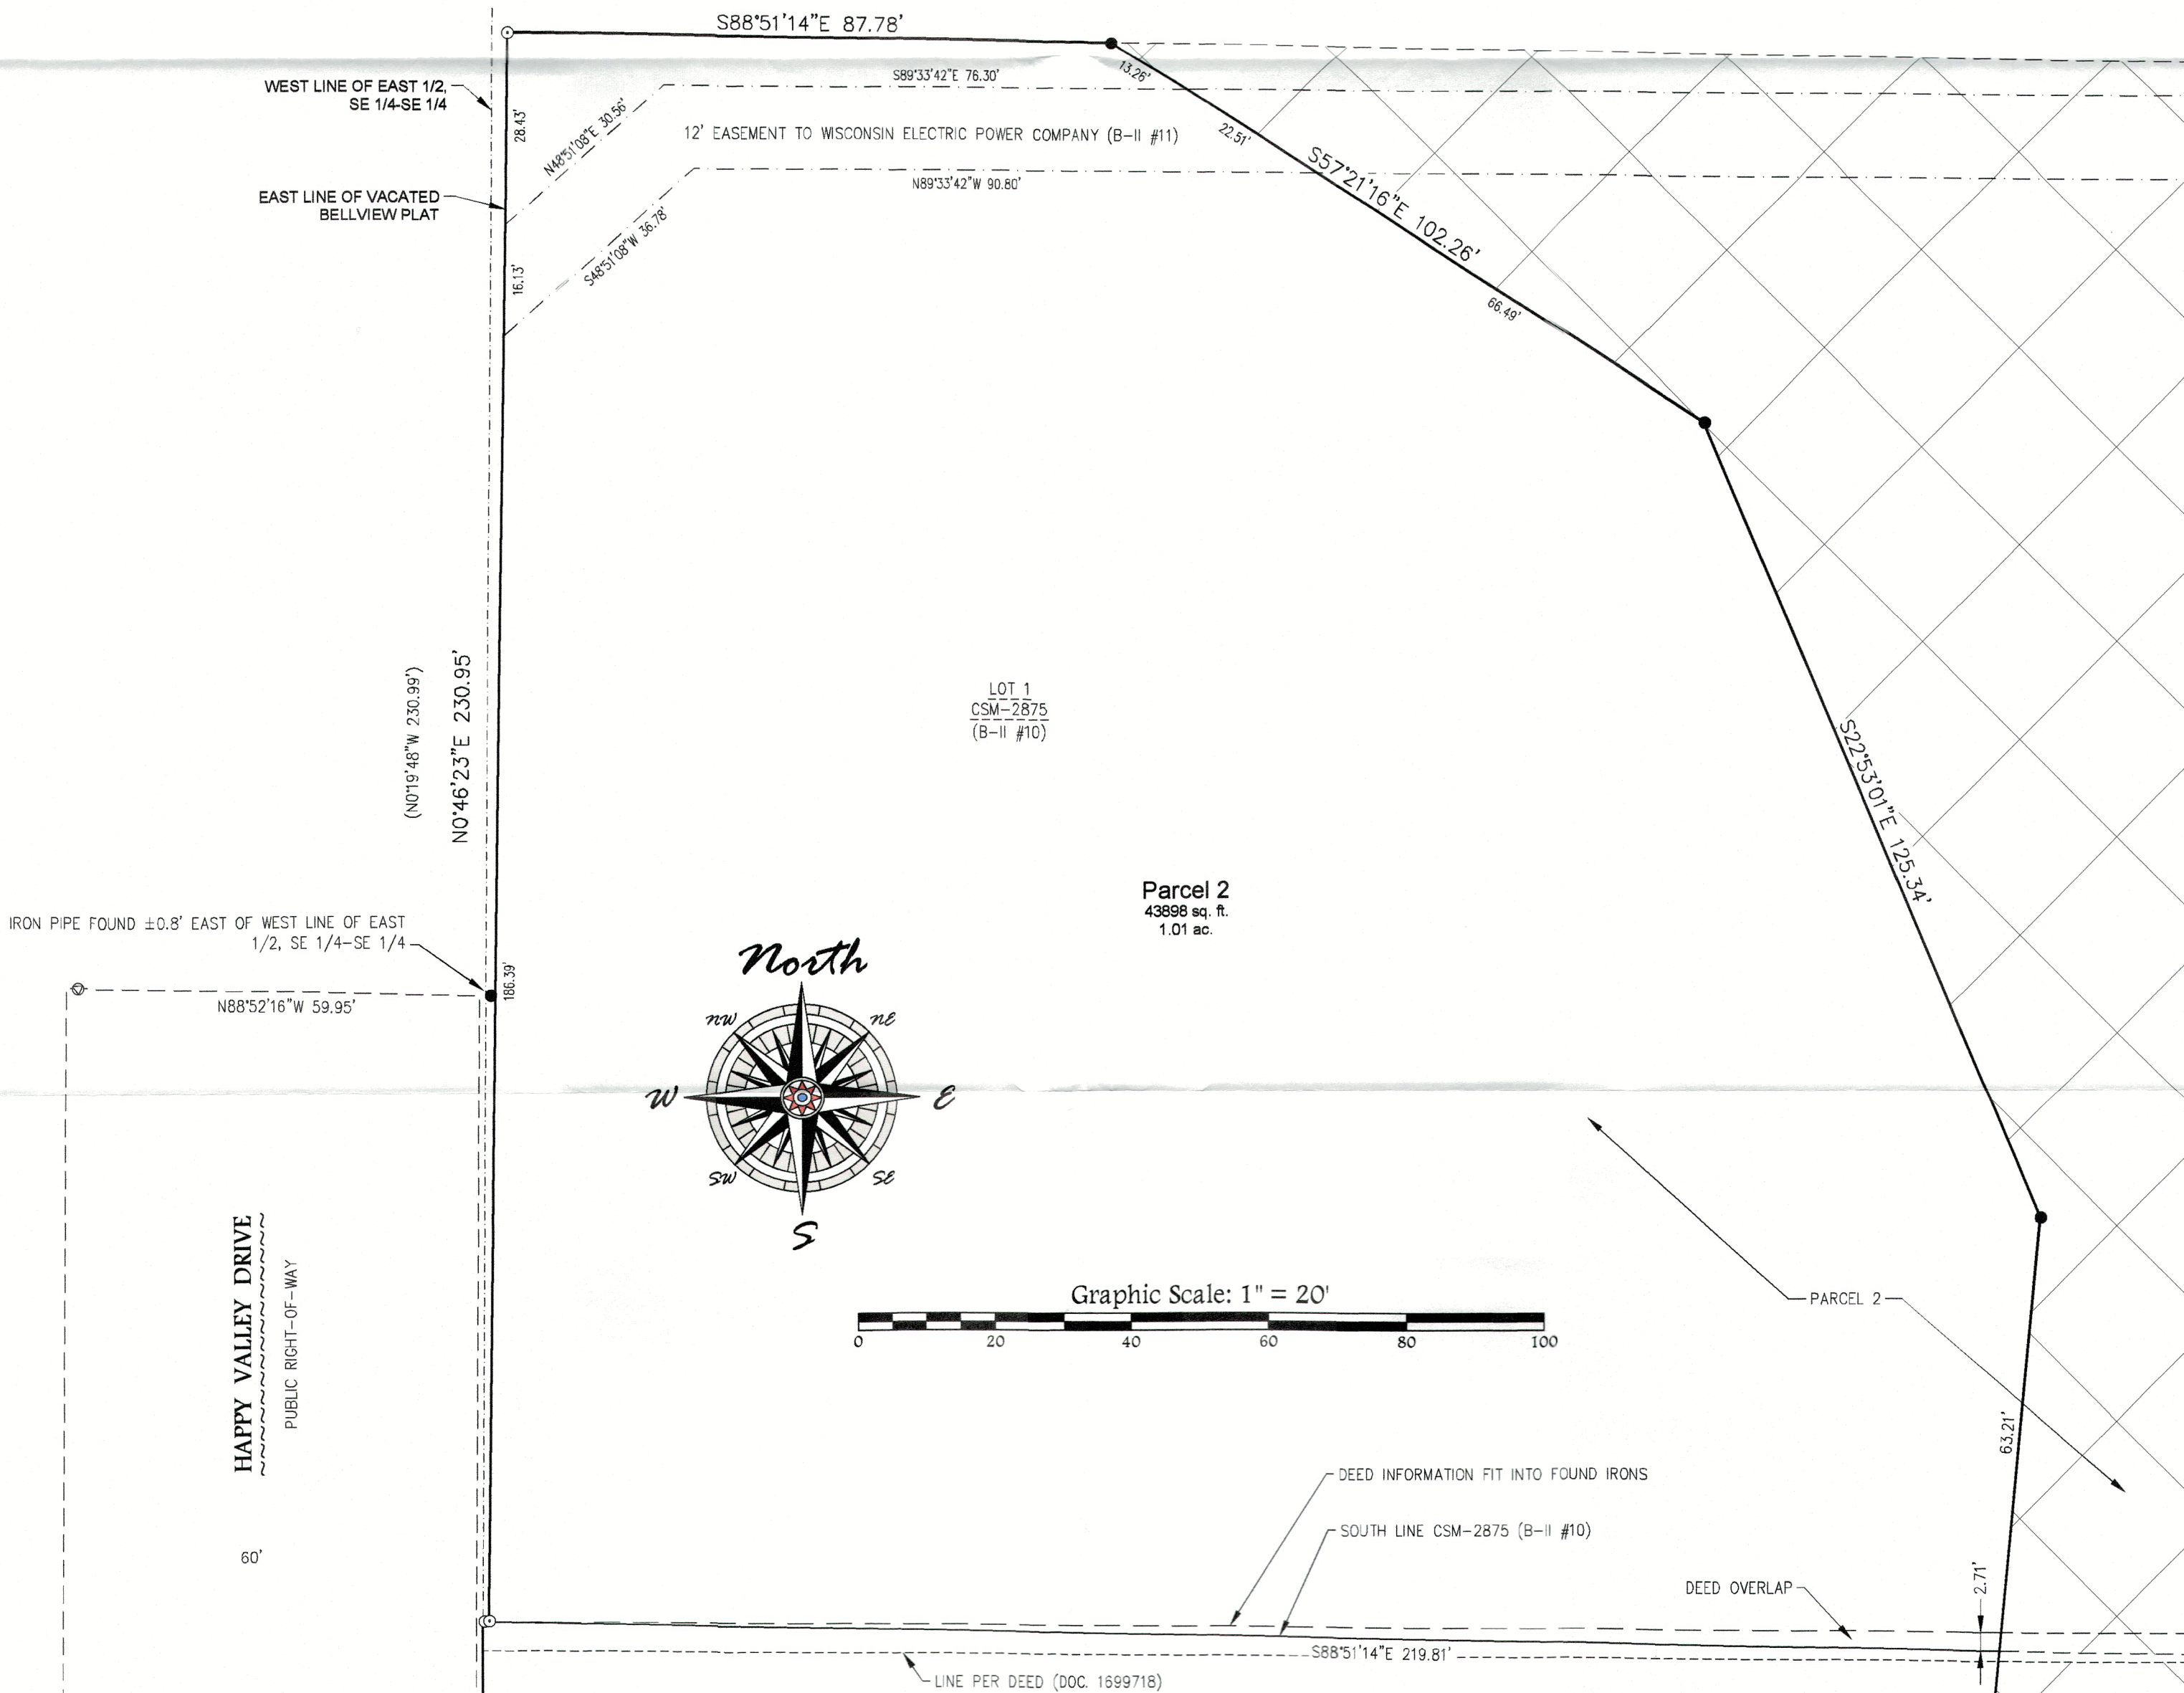 S88°51'14"E 87.78'
WEST LINE OF EAST 1/2,
SE 1/4-SE 1/4
28.43'
N48°51'08"E 30.56'
S89°33'42"E 76.30'
13.26'
12' EASEMENT TO WISCONSIN ELECTRIC POWER COMPANY (B-II #11)
22.51'
S57°21'16"E 102.26'
EAST LINE OF VACATED
BELLVIEW PLAT
N89°33'42"W 90.80'
16.13'
S48°51'08"W 36.78'
66.49'
(N0°19'48"W 230.99')
N0°46'23"E 230.95'
LOT 1
CSM-2875
(B-II #10)
S22°53'01"E 125.34'
Parcel 2
43898 sq. ft.
1.01 ac.
IRON PIPE FOUND ±0.8' EAST OF WEST LINE OF EAST
1/2, SE 1/4-SE 1/4
186.39'
N88°52'16"W 59.95'
North
NW
NE
W
E
SW
SE
S
HAPPY VALLEY DRIVE
PUBLIC RIGHT-OF-WAY
60'
Graphic Scale: 1" = 20'
0 20 40 60 80 100
PARCEL 2
63.21'
DEED INFORMATION FIT INTO FOUND IRONS
SOUTH LINE CSM-2875 (B-II #10)
DEED OVERLAP
2.71'
S88°51'14"E 219.81'
LINE PER DEED (DOC. 1699718)